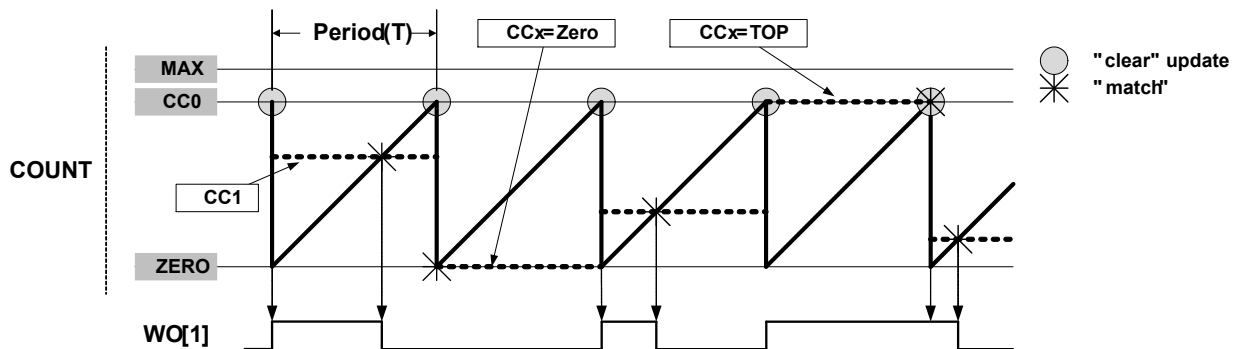 Period(T)
CCx=Zero
CCx=TOP
"clear" update
"match"
MAX
CC0
COUNT
CC1
ZERO
WO[1]